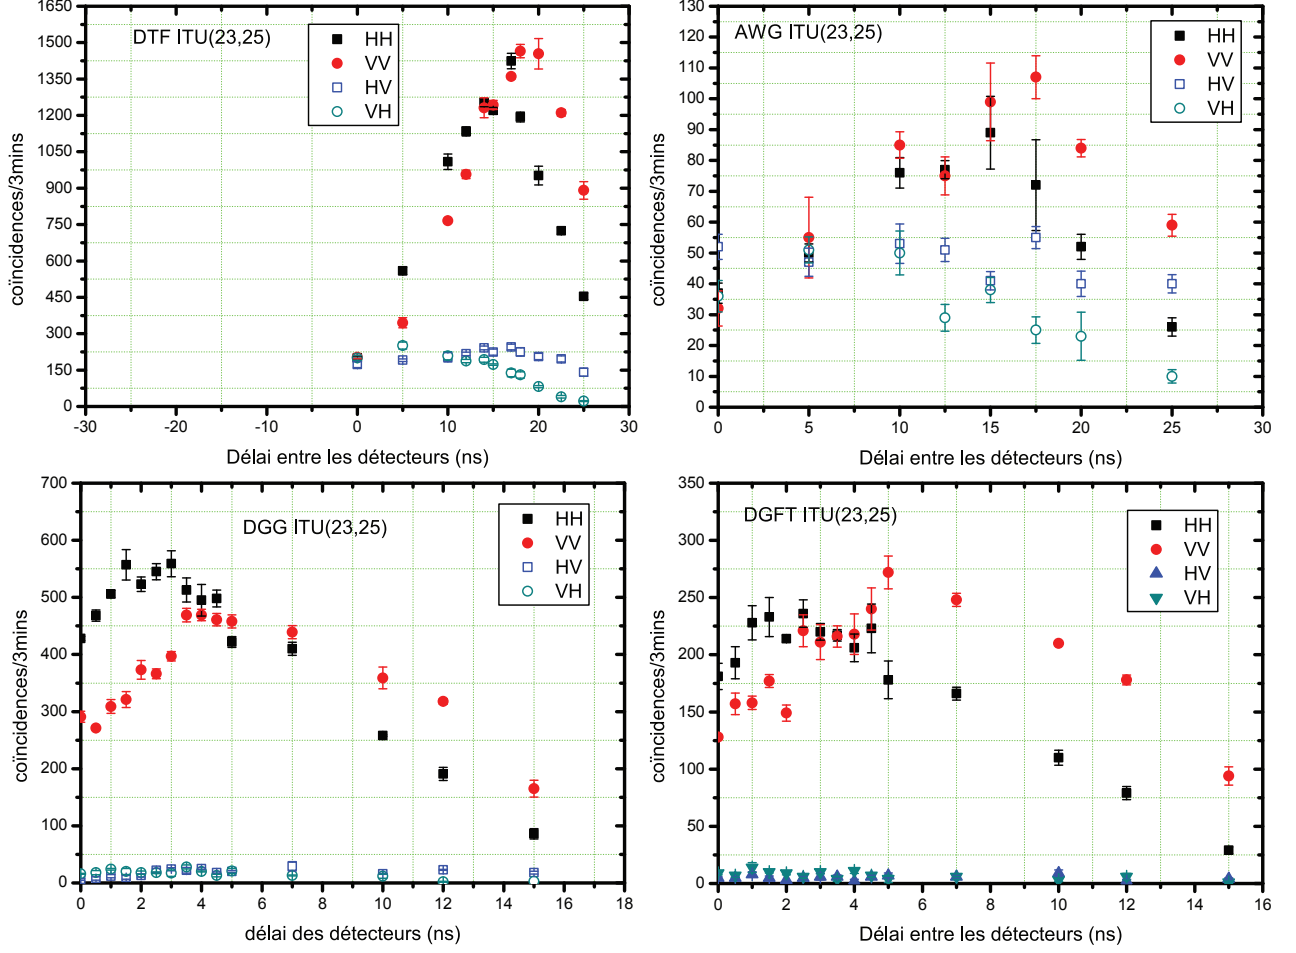 DTF ITU(23,25)
HH
VV
HV
VH
coïncidences/3mins
1650
1500
1350
1200
1050
900
750
600
450
300
150
0
-30 -20 -10 0 10 20 30
Délai entre les détecteurs (ns)
AWG ITU(23,25)
HH
VV
HV
VH
coïncidences/3mins
130
120
110
100
90
80
70
60
50
40
30
20
10
0
0 5 10 15 20 25 30
Délai entre les détecteurs (ns)
DGG ITU(23,25)
HH
VV
HV
VH
coïncidences/3mins
700
600
500
400
300
200
100
0
0 2 4 6 8 10 12 14 16 18
délai des détecteurs (ns)
DGFT ITU(23,25)
HH
VV
HV
VH
coïncidences/3mins
350
300
250
200
150
100
50
0
0 2 4 6 8 10 12 14 16
Délai entre les détecteurs (ns)